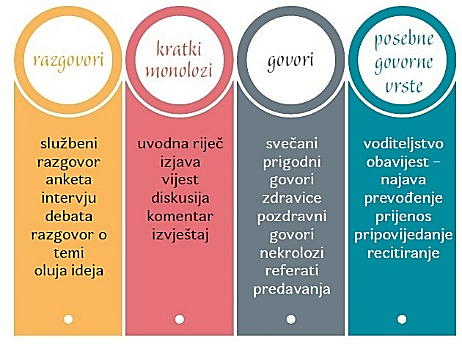 razgovori
službeni
razgovor
anketa
intervju
debata
razgovor o
temi
oluja ideja
kratki
monolozi
uvodna riječ
izjava
vijest
diskusija
komentar
izvještaj
govori
svečani
prigodni
govori
zdravice
pozdravni
govori
nekrolozi
referati
predavanja
posebne
govorne
vrste
voditeljstvo
obavijest –
najava
prevođenje
prijenos
pripovijedanje
recitiranje